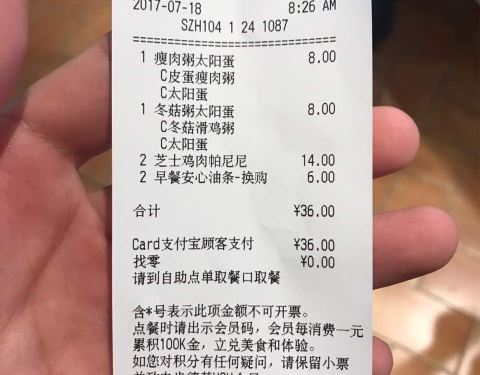 2017-07-18 8:26 AM
SZH104 1 24 1087
1 瘦肉粥太阳蛋 8.00
C皮蛋瘦肉粥
C太阳蛋
1 冬菇粥太阳蛋 8.00
C冬菇滑鸡粥
C太阳蛋
2 芝士鸡肉帕尼尼 14.00
2 早餐安心油条-换购 6.00
合计 ¥36.00
Card支付宝顾客支付 ¥36.00
找零 ¥0.00
请到自助点单取餐口取餐
含*号表示此项金额不可开票。
点餐时请出示会员码，会员每消费一元
累积100K金，立兑美食和体验。
如您对积分有任何疑问，请保留小票